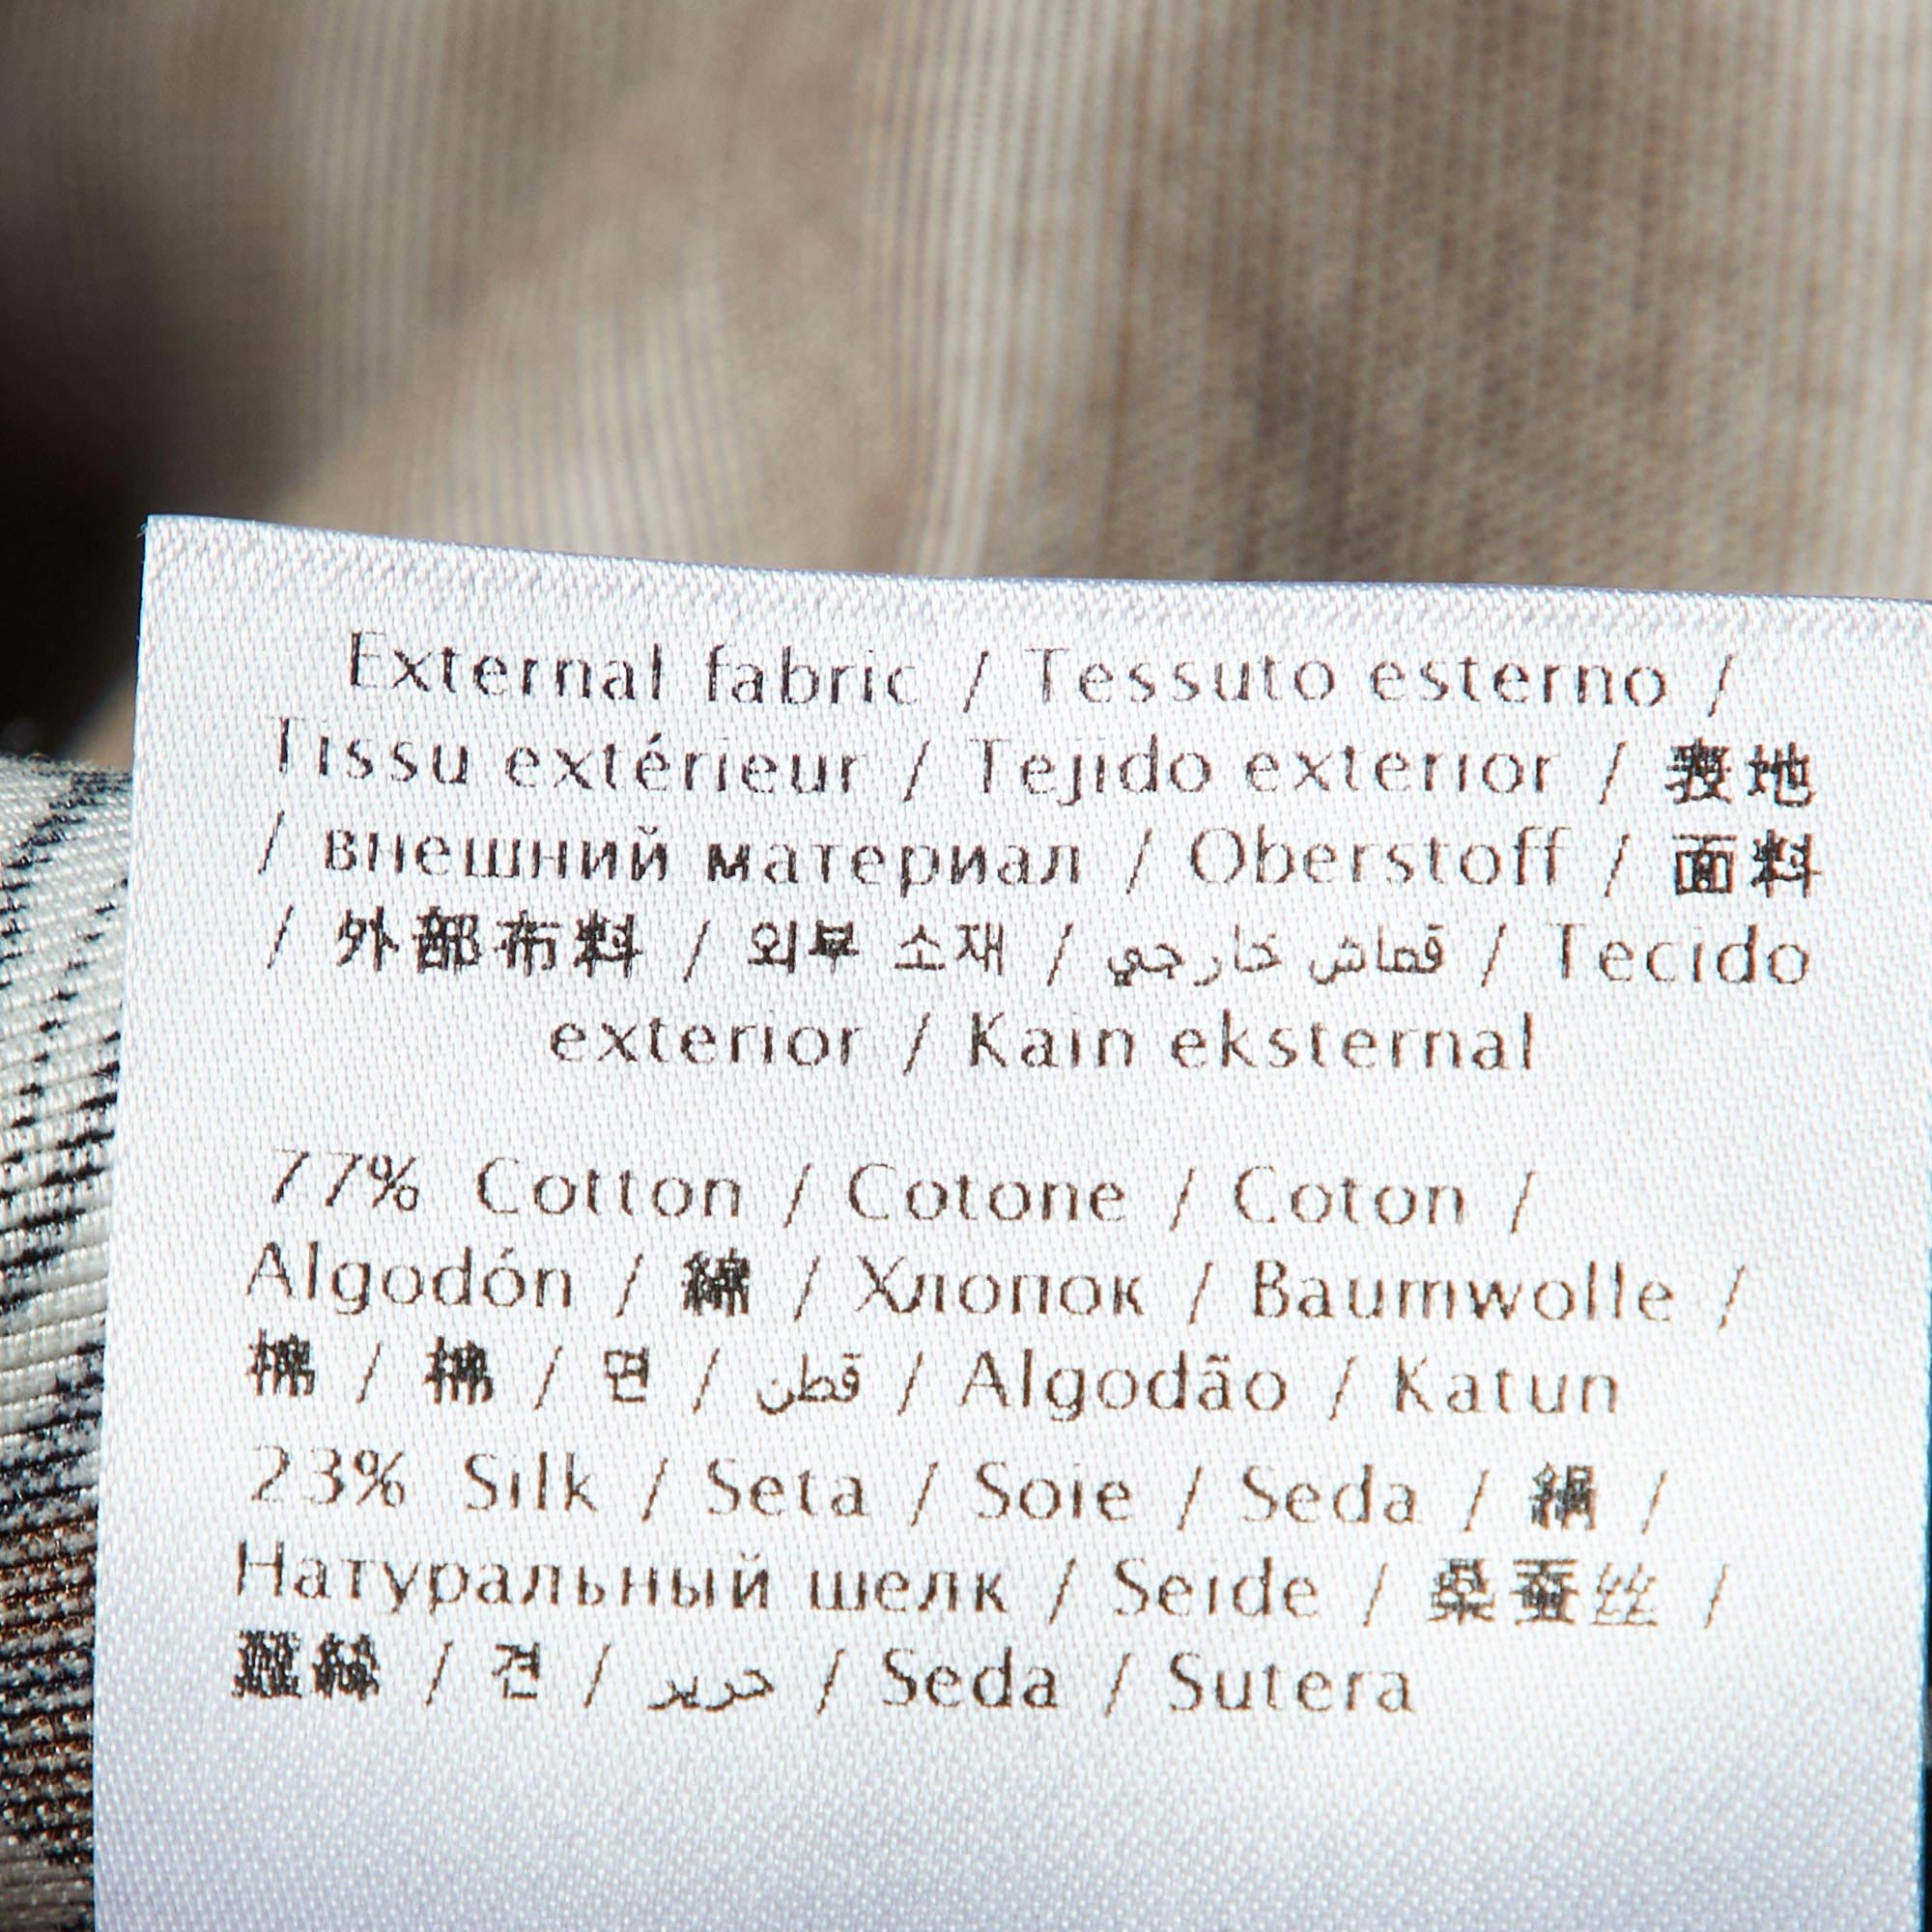 External fabric / Tessuto esterno /
Tissu extérieur / Tejido exterior / 表地
/ внешний материал / Oberstoff / 面料
/ 外部布料 / 외부 소재 / قماش خارجي / Tecido
exterior / Kain eksternal
77% Cotton / Cotone / Coton /
Algodón / 綿 / Хлопок / Baumwolle /
棉 / 棉 / 면 / قطن / Algodão / Katun
23% Silk / Seta / Soie / Seda / 絹 /
Натуральный шелк / Seide / 桑蚕丝 /
蠶絲 / 견 / حرير / Seda / Sutera